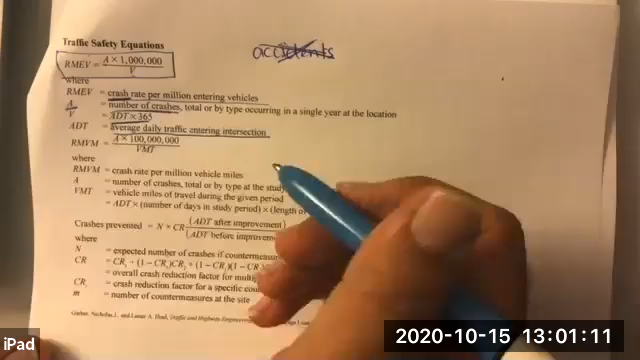 Traffic Safety Equations
accidents
RMEV = A × 1,000,000 / V
where
RMEV = crash rate per million entering vehicles
A = number of crashes, total or by type occurring in a single year at the location
V = ADT × 365
ADT = average daily traffic entering intersection
RMVM = A × 100,000,000 / VMT
where
RMVM = crash rate per million vehicle miles
A = number of crashes, total or by type at the study
VMT = vehicle miles of travel during the given period
= ADT × (number of days in study period) × (length of
Crashes prevented = N × CR (ADT after improvement) / (ADT before improvem
where
N = expected number of crashes if countermeasu
CR = CR₁ + (1 – CR₁)CR₂ + (1 – CR₁)(1 – CR
= overall crash reduction factor for multip
CRᵢ = crash reduction factor for a specific coun
m = number of countermeasures at the site
Garber, Nicholas J., and Lester A. Hoel, Traffic and Highway Engineering
iPad
2020-10-15 13:01:11